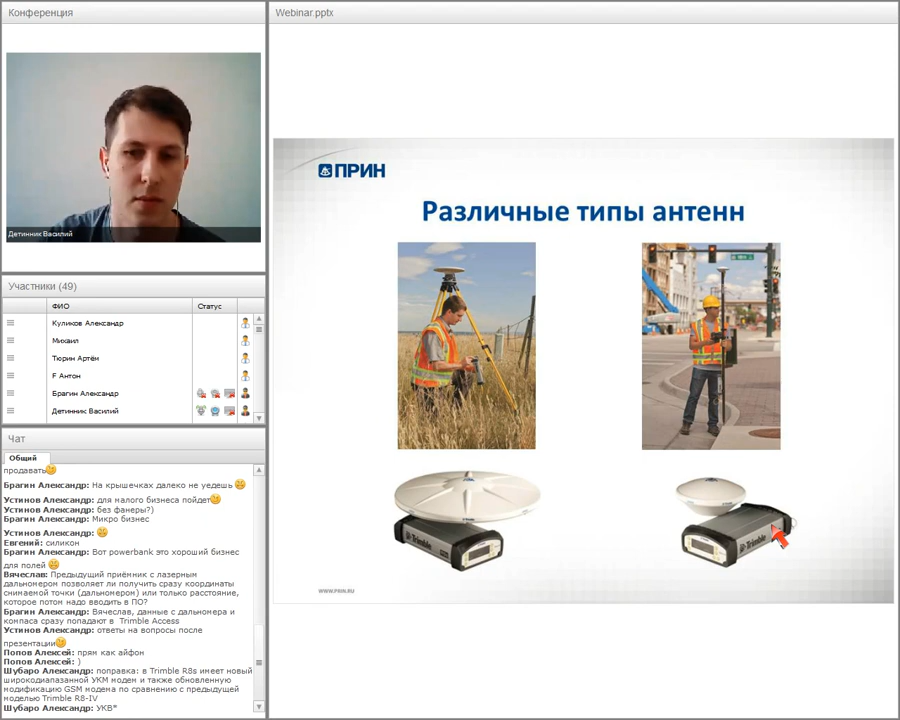 Конференция
Детинник Василий
Участники (49)
ФИО Статус
Куликов Александр
Михаил
Тюрин Артём
F Антон
Брагин Александр
Детинник Василий
Чат
Общий
продавать
Брагин Александр: На крышечках далеко не уедешь
Устинов Александр: для малого бизнеса пойдет
Устинов Александр: без фанеры?)
Брагин Александр: Микро бизнес
Устинов Александр:
Евгений: силикон
Брагин Александр: Вот powerbank это хороший бизнес
для полей
Вячеслав: Предыдущий приёмник с лазерным
дальномером позволяет ли получить сразу координаты
снимаемой точки (дальномером) или только расстояние,
которое потом надо вводить в ПО?
Брагин Александр: Вячеслав, данные с дальномера и
компаса сразу попадают в Trimble Access
Устинов Александр: ответы на вопросы после
презентации
Попов Алексей: прям как айфон
Попов Алексей: )
Шубаро Александр: поправка: в Trimble R8s имеет новый
широкодиапазонной УКМ модем и также обновленную
модификацию GSM модема по сравнению с предыдущей
моделью Trimble R8-IV
Шубаро Александр: УКВ*
Webinar.pptx
ПРИН
Различные типы антенн
Trimble
Trimble
WWW.PRIN.RU